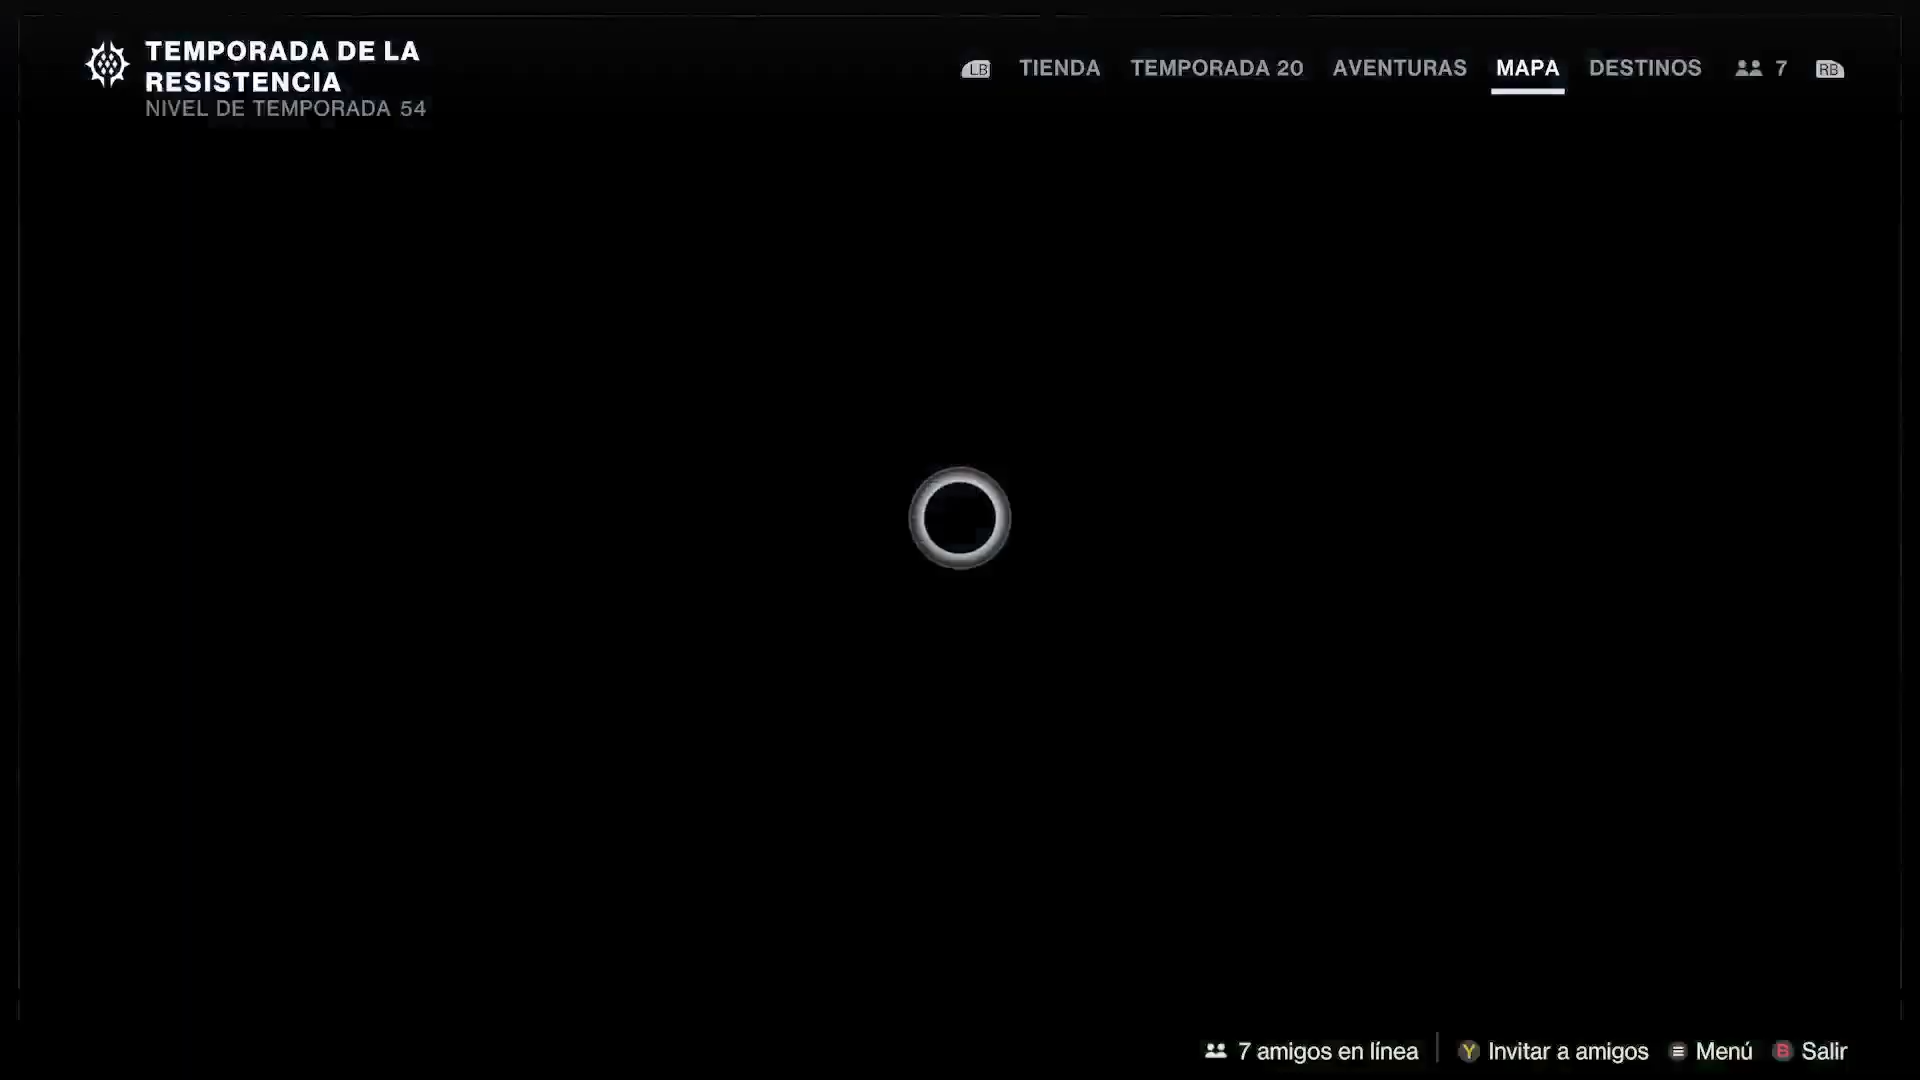 TEMPORADA DE LA
RESISTENCIA
NIVEL DE TEMPORADA 54
LB TIENDA TEMPORADA 20 AVENTURAS MAPA DESTINOS 7 RB
7 amigos en línea Y Invitar a amigos Menú B Salir